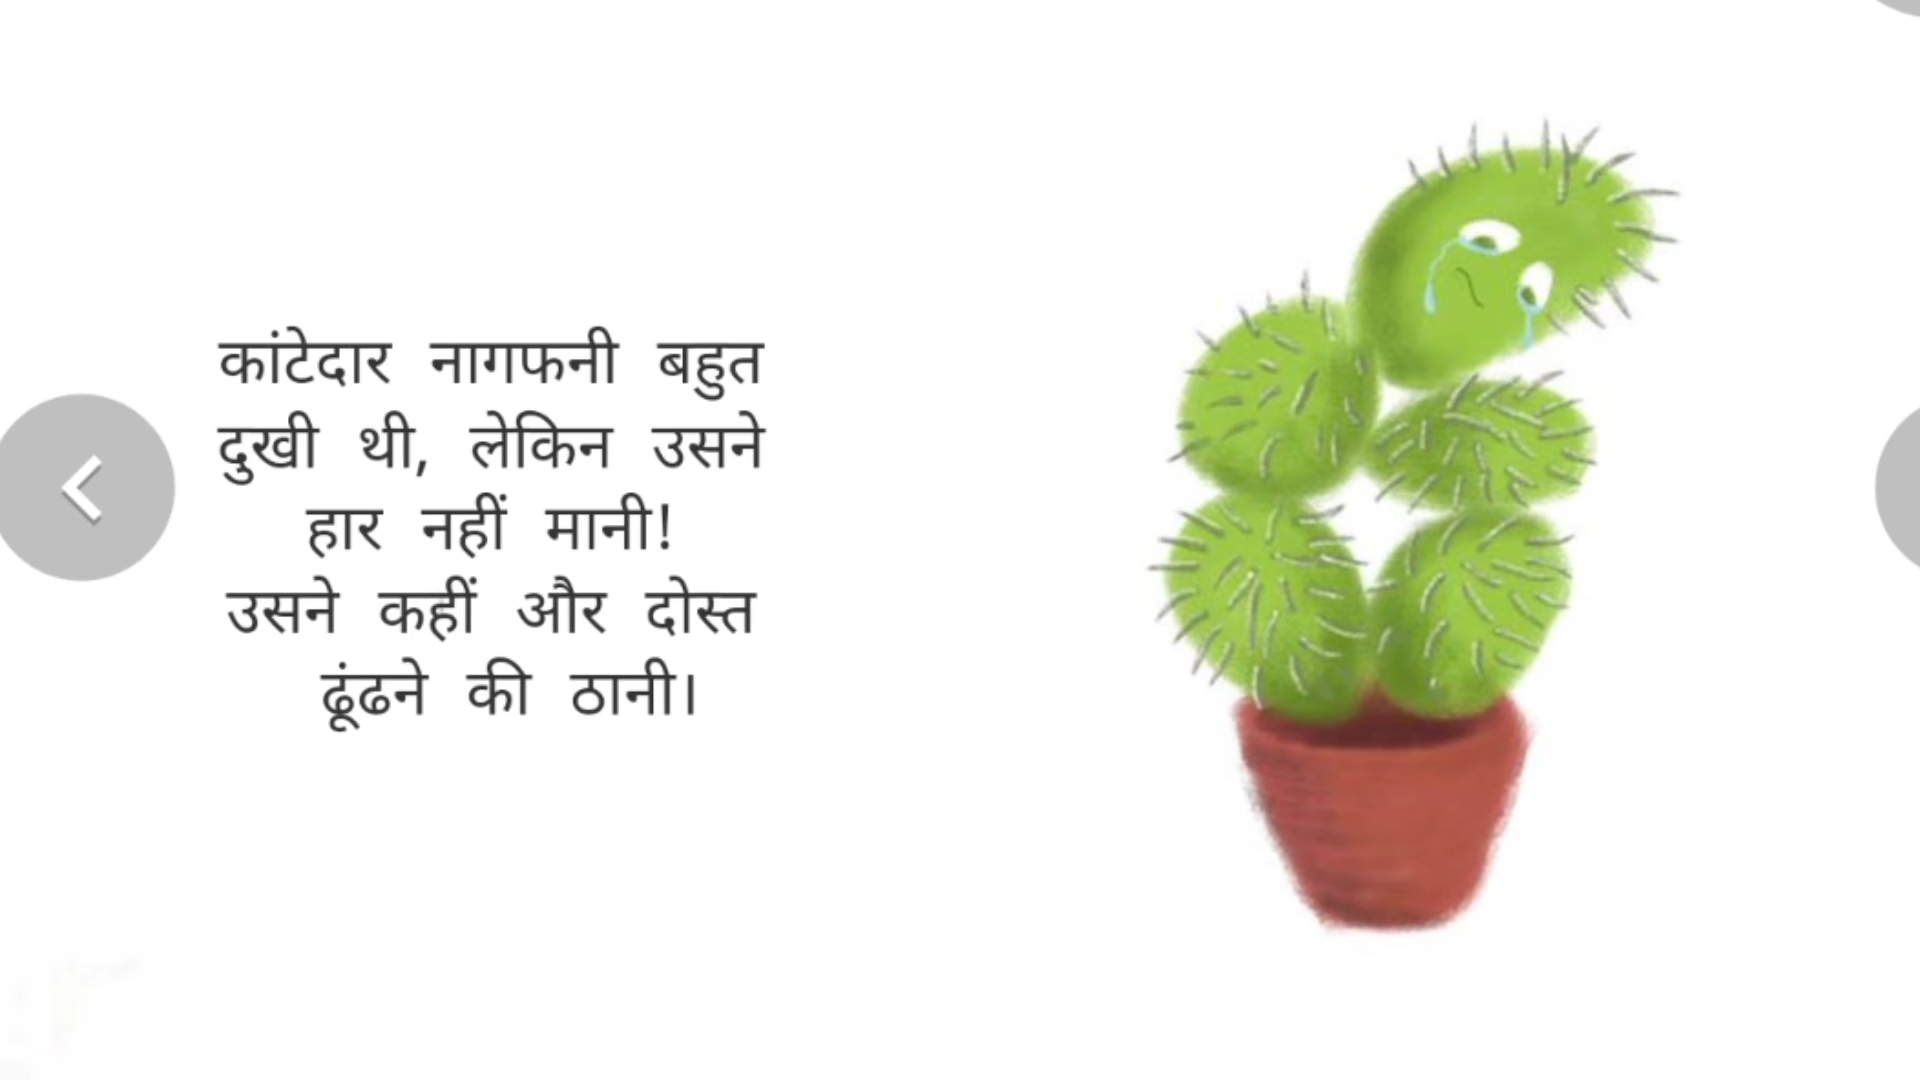 कांटेदार नागफनी बहुत
दुखी थी, लेकिन उसने
हार नहीं मानी!
उसने कहीं और दोस्त
ढूंढने की ठानी।